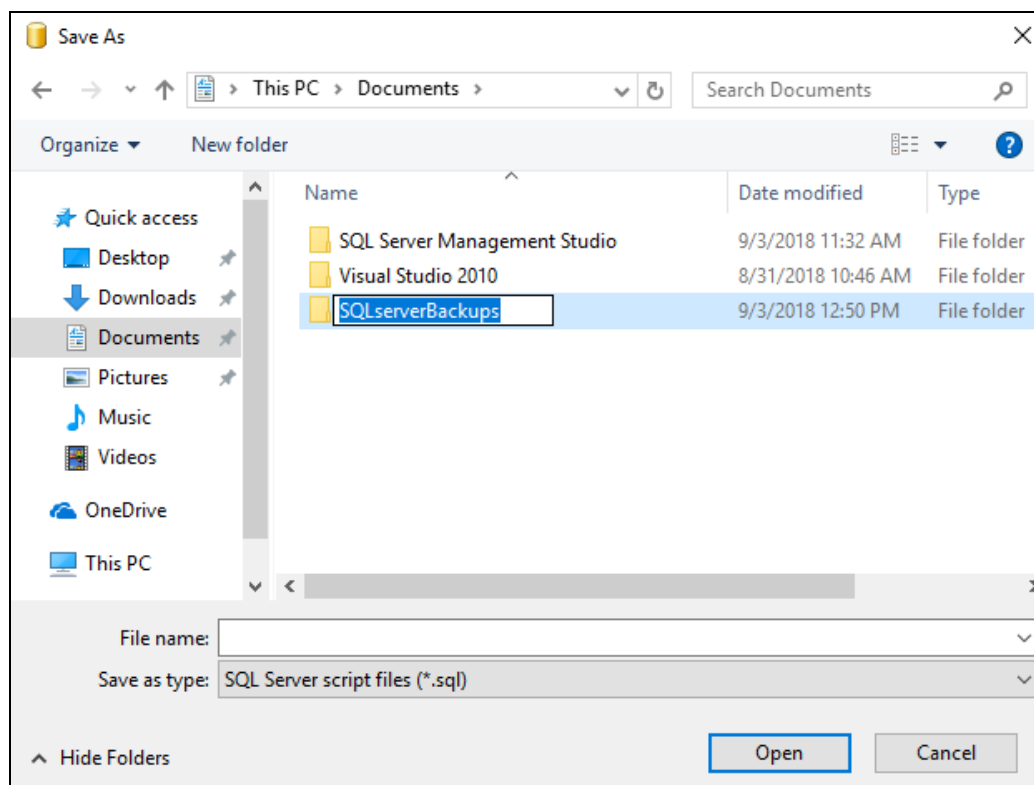 Save As
This PC > Documents >
Search Documents
Organize
New folder
Name
Date modified
Type
Quick access
Desktop
Downloads
Documents
Pictures
Music
Videos
OneDrive
This PC
SQL Server Management Studio 9/3/2018 11:32 AM File folder
Visual Studio 2010 8/31/2018 10:46 AM File folder
SQLserverBackups 9/3/2018 12:50 PM File folder
File name:
Save as type: SQL Server script files (*.sql)
Hide Folders
Open
Cancel